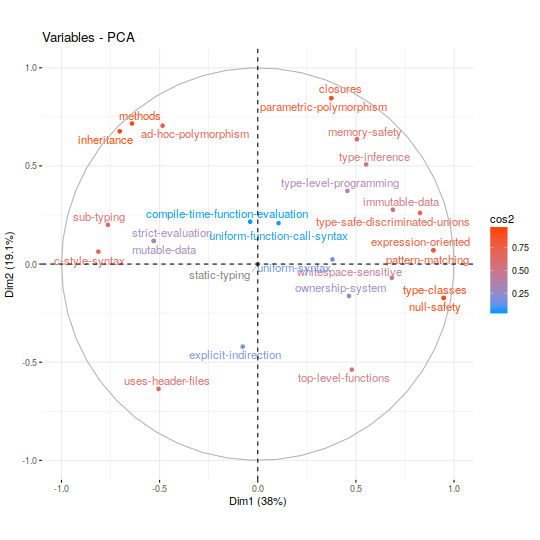 Variables - PCA
1.0
0.5
0.0
-0.5
-1.0
Dim2 (19.1%)
closures
parametric-polymorphism
methods
inheritance
ad-hoc-polymorphism
memory-safety
type-inference
type-level-programming
immutable-data
compile-time-function-evaluation
sub-typing
type-safe-discriminated-unions
strict-evaluation
uniform-function-call-syntax
expression-oriented
mutable-data
c-style-syntax
pattern-matching
uniform-syntax
whitespace-sensitive
static-typing
ownership-system
type-classes
null-safety
explicit-indirection
uses-header-files
top-level-functions
cos2
0.75
0.50
0.25
-1.0
-0.5
0.0
0.5
1.0
Dim1 (38%)